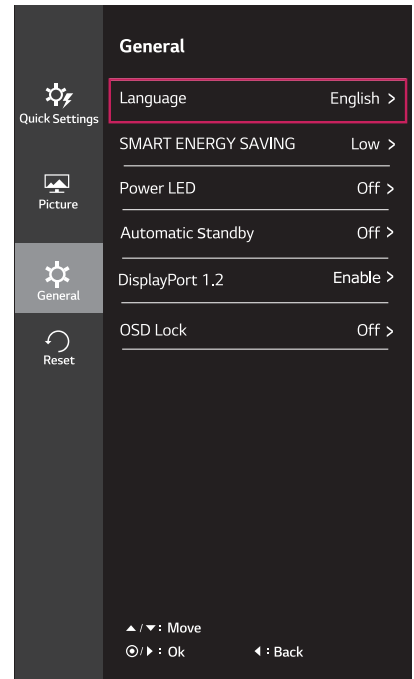 General
Quick Settings
Picture
General
Reset
Language English >
SMART ENERGY SAVING Low >
Power LED Off >
Automatic Standby Off >
DisplayPort 1.2 Enable >
OSD Lock Off >
▲/▼: Move
⦿/▶: Ok ◀: Back